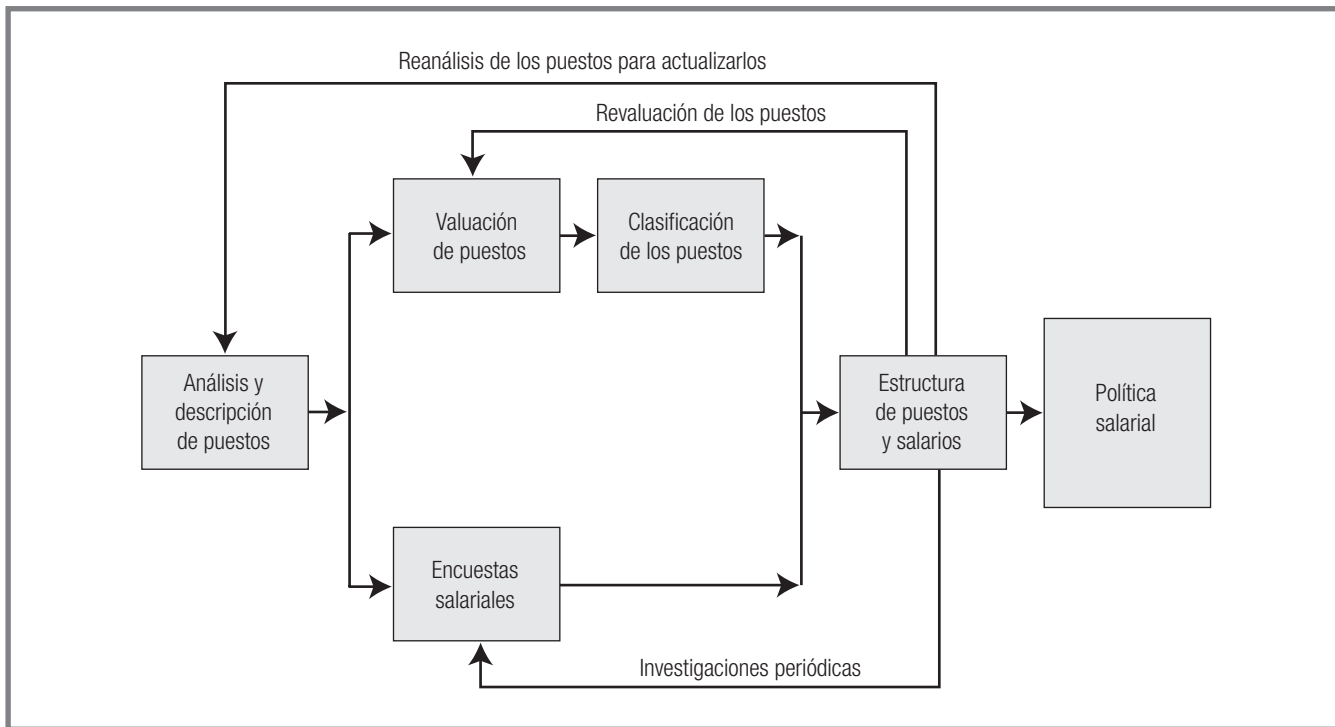 Reanálisis de los puestos para actualizarlos
Revaluación de los puestos
Valuación
de puestos
Clasificación
de los puestos
Análisis y
descripción
de puestos
Estructura
de puestos
y salarios
Política
salarial
Encuestas
salariales
Investigaciones periódicas